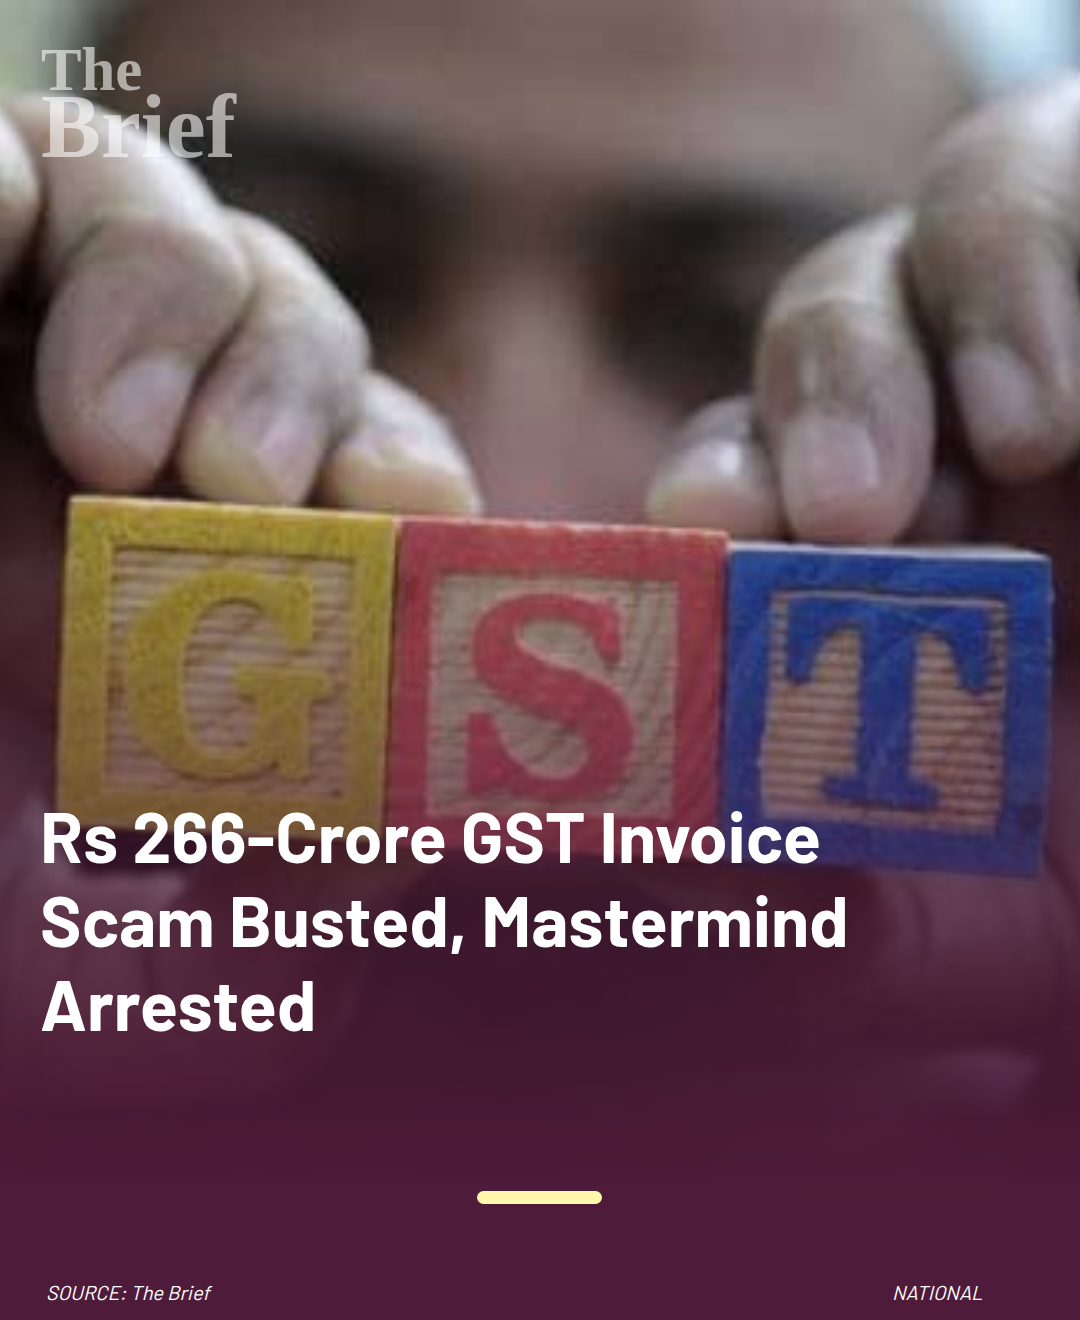 The
Brief
G S T
Rs 266-Crore GST Invoice
Scam Busted, Mastermind
Arrested
SOURCE: The Brief
NATIONAL